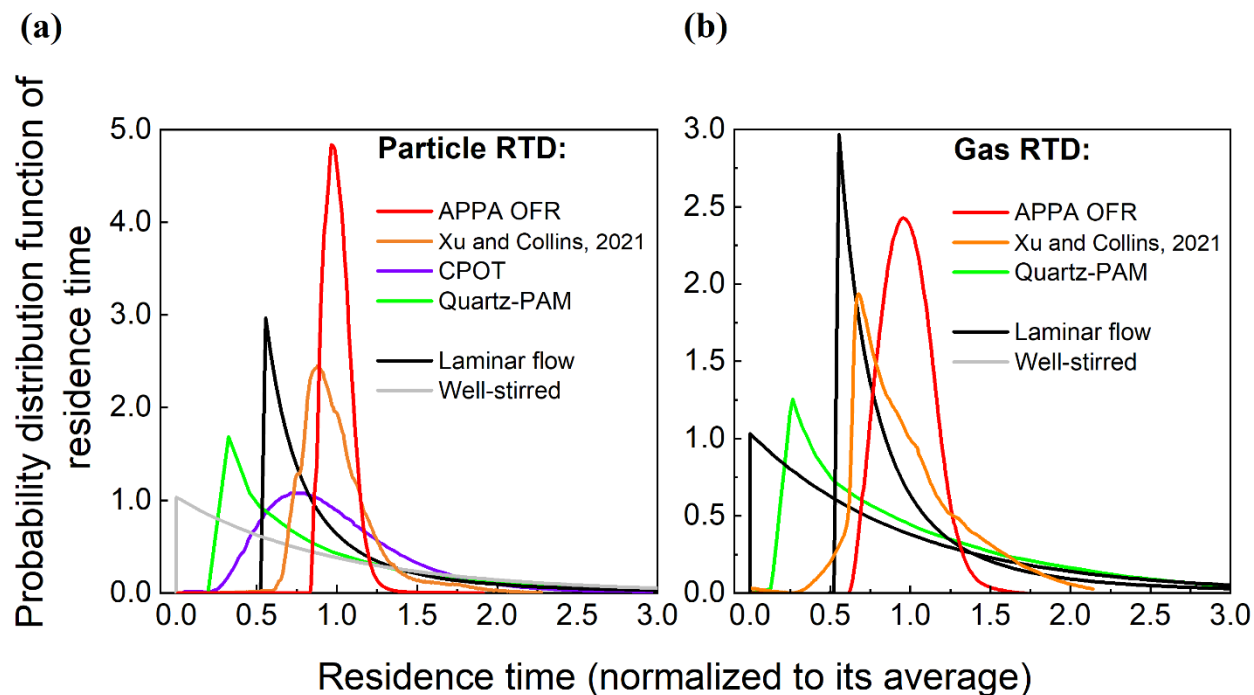 (a)
(b)
Probability distribution function of
residence time
5.0
4.0
3.0
2.0
1.0
0.0
Particle RTD:
APPA OFR
Xu and Collins, 2021
CPOT
Quartz-PAM
Laminar flow
Well-stirred
0.0 0.5 1.0 1.5 2.0 2.5 3.0
3.0
2.5
2.0
1.5
1.0
0.5
0.0
Gas RTD:
APPA OFR
Xu and Collins, 2021
Quartz-PAM
Laminar flow
Well-stirred
0.0 0.5 1.0 1.5 2.0 2.5 3.0
Residence time (normalized to its average)